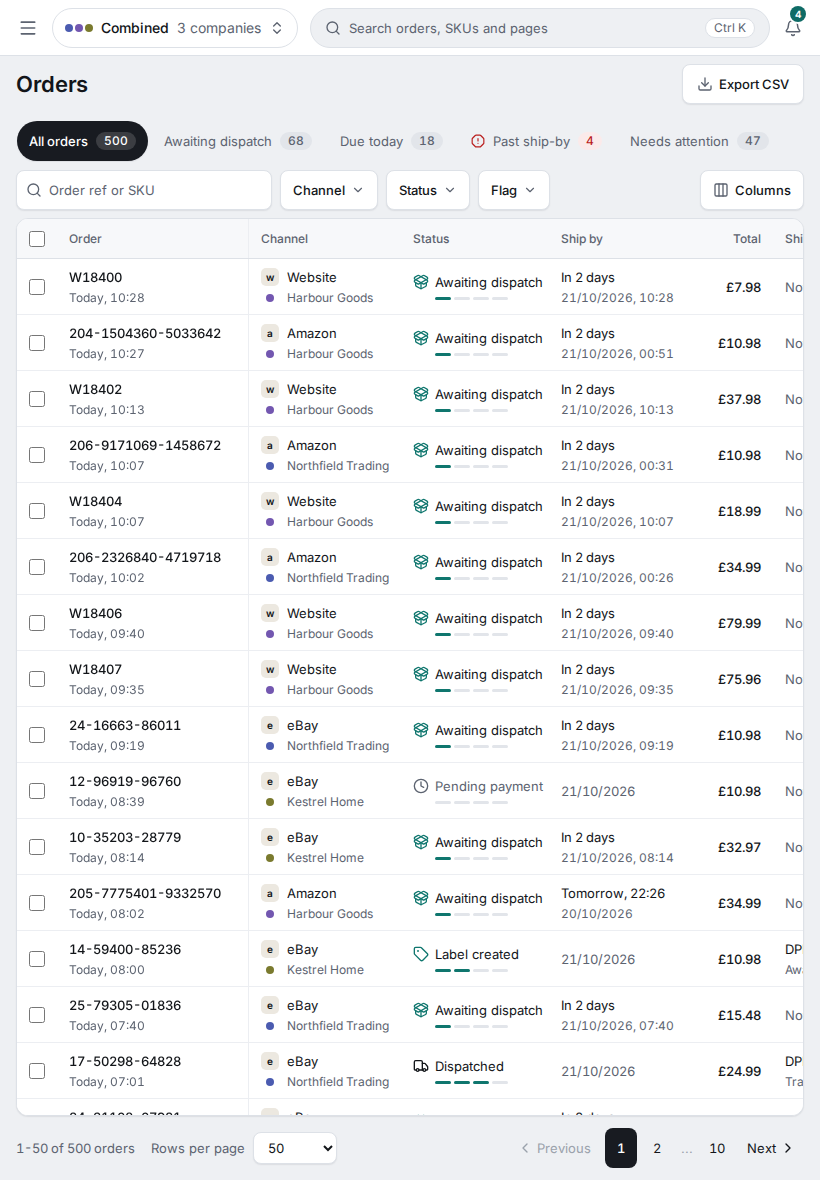 Combined 3 companies
Search orders, SKUs and pages
Ctrl K
4
Orders
Export CSV
All orders 500
Awaiting dispatch 68
Due today 18
Past ship-by 4
Needs attention 47
Order ref or SKU
Channel
Status
Flag
Columns
Order Channel Status Ship by Total
W18400 w Website Awaiting dispatch In 2 days £7.98 No
Today, 10:28 Harbour Goods 21/10/2026, 10:28
204-1504360-5033642 a Amazon Awaiting dispatch In 2 days £10.98 No
Today, 10:27 Harbour Goods 21/10/2026, 00:51
W18402 w Website Awaiting dispatch In 2 days £37.98 No
Today, 10:13 Harbour Goods 21/10/2026, 10:13
206-9171069-1458672 a Amazon Awaiting dispatch In 2 days £10.98 No
Today, 10:07 Northfield Trading 21/10/2026, 00:31
W18404 w Website Awaiting dispatch In 2 days £18.99 No
Today, 10:07 Harbour Goods 21/10/2026, 10:07
206-2326840-4719718 a Amazon Awaiting dispatch In 2 days £34.99 No
Today, 10:02 Northfield Trading 21/10/2026, 00:26
W18406 w Website Awaiting dispatch In 2 days £79.99 No
Today, 09:40 Harbour Goods 21/10/2026, 09:40
W18407 w Website Awaiting dispatch In 2 days £75.96 No
Today, 09:35 Harbour Goods 21/10/2026, 09:35
24-16663-86011 e eBay Awaiting dispatch In 2 days £10.98 No
Today, 09:19 Northfield Trading 21/10/2026, 09:19
12-96919-96760 e eBay Pending payment 21/10/2026 £10.98 No
Today, 08:39 Kestrel Home
10-35203-28779 e eBay Awaiting dispatch In 2 days £32.97 No
Today, 08:14 Kestrel Home 21/10/2026, 08:14
205-7775401-9332570 a Amazon Awaiting dispatch Tomorrow, 22:26 £34.99 No
Today, 08:02 Harbour Goods 20/10/2026
14-59400-85236 e eBay Label created 21/10/2026 £10.98 DP
Today, 08:00 Kestrel Home
25-79305-01836 e eBay Awaiting dispatch In 2 days £15.48 No
Today, 07:40 Northfield Trading 21/10/2026, 07:40
17-50298-64828 e eBay Dispatched 21/10/2026 £24.99 DP
Today, 07:01 Northfield Trading Tra
1-50 of 500 orders Rows per page 50 Previous 1 2 ... 10 Next